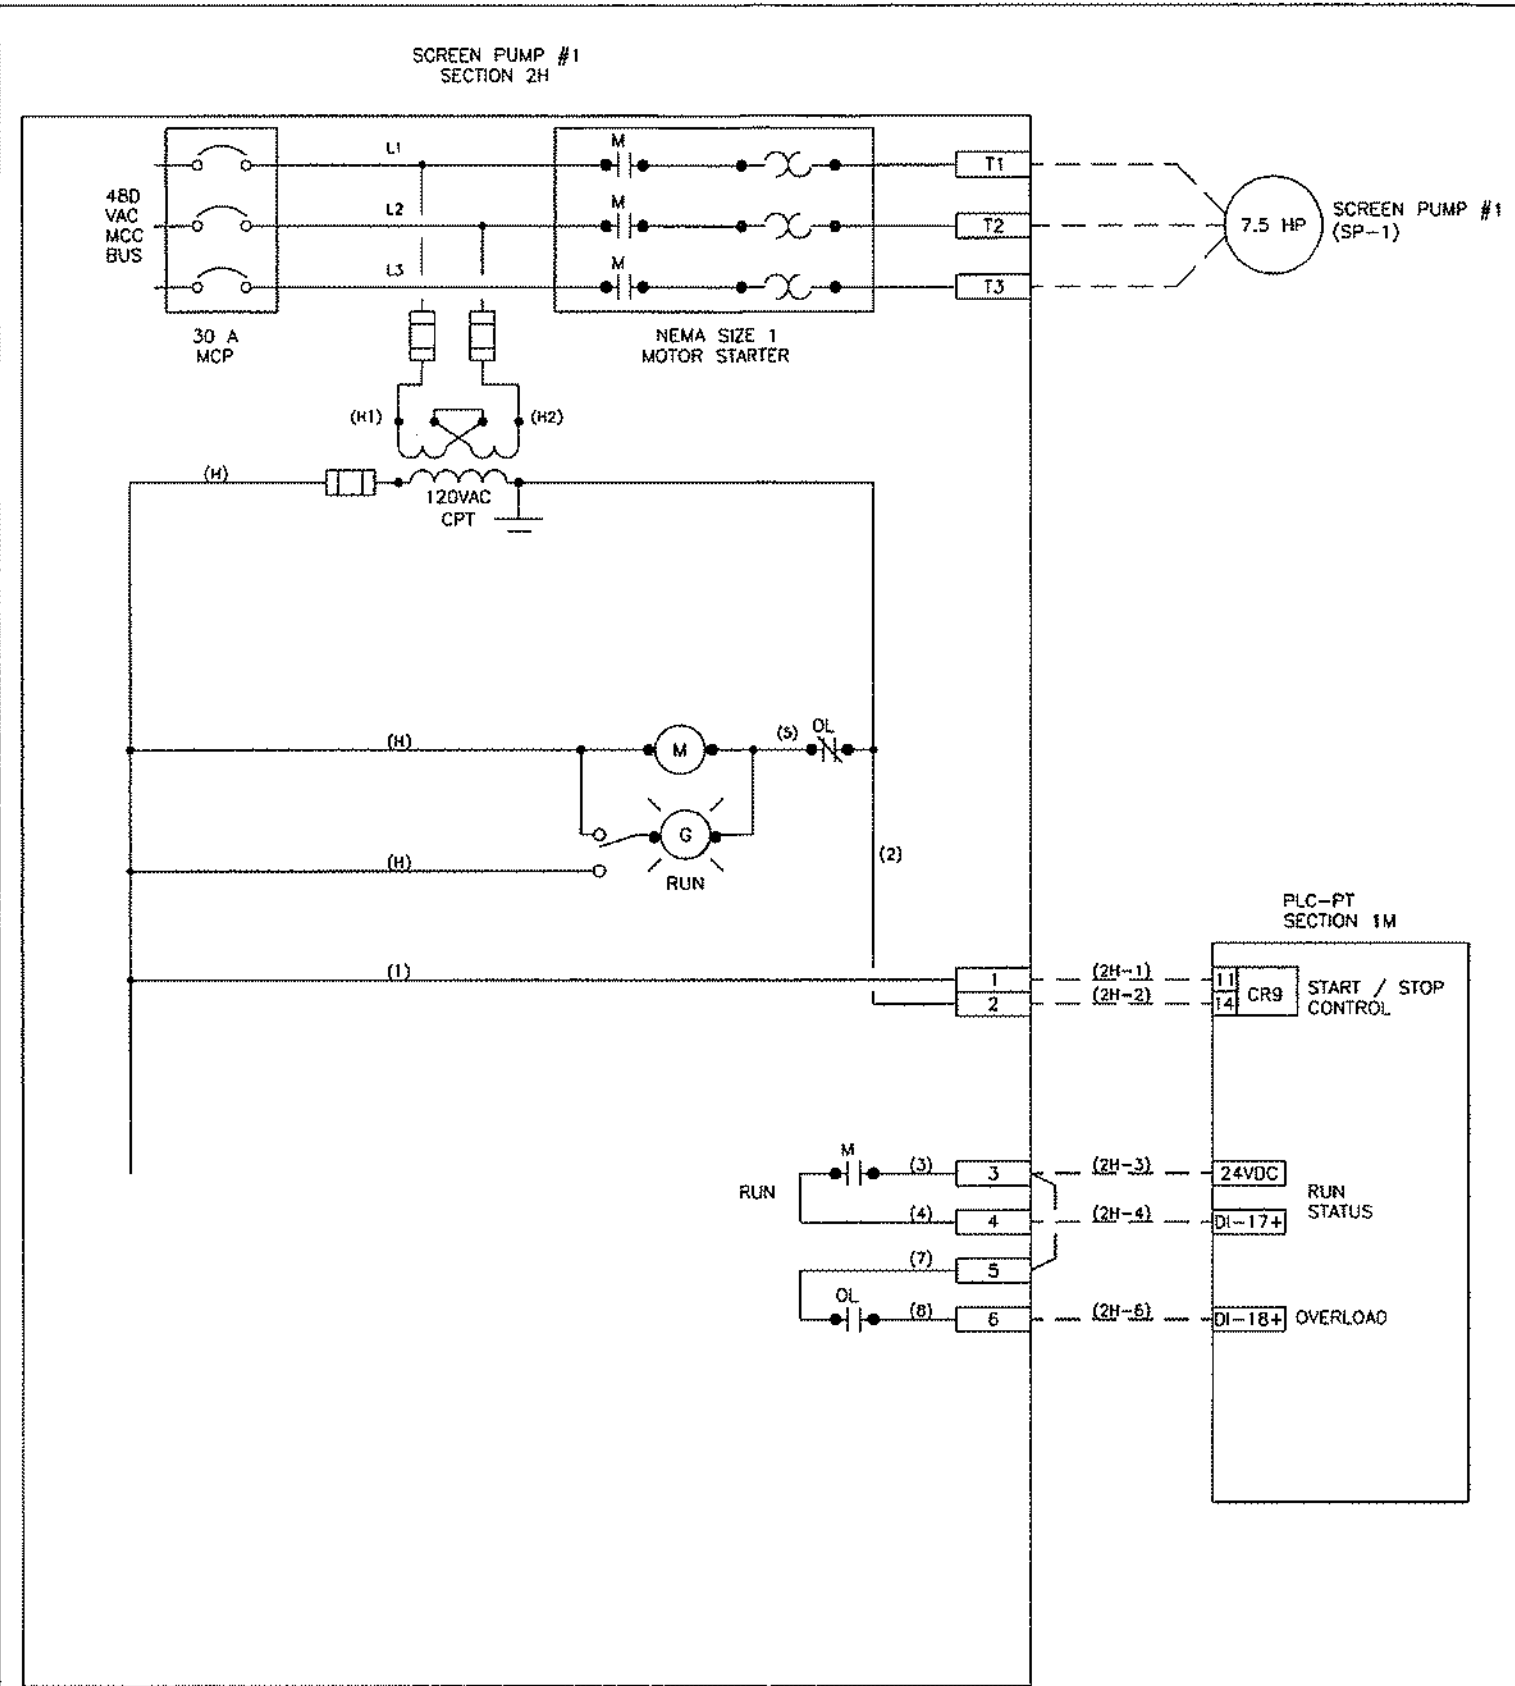 SCREEN PUMP #1
SECTION 2H
L1
M
T1
480
VAC
MCC
BUS
L2
M
T2
7.5 HP
SCREEN PUMP #1
(SP-1)
L3
M
T3
30 A
MCP
NEMA SIZE 1
MOTOR STARTER
(H1)
(H2)
(H)
120VAC
CPT
(H)
M
(5)
OL
G
(2)
(H)
RUN
PLC-PT
SECTION 1M
(1)
1
(2H-1)
11
CR9
START / STOP
CONTROL
2
(2H-2)
14
M
RUN
(3)
3
(2H-3)
24VDC
RUN
STATUS
(4)
4
(2H-4)
DI-17+
(7)
5
OL
(8)
6
(2H-6)
DI-18+
OVERLOAD